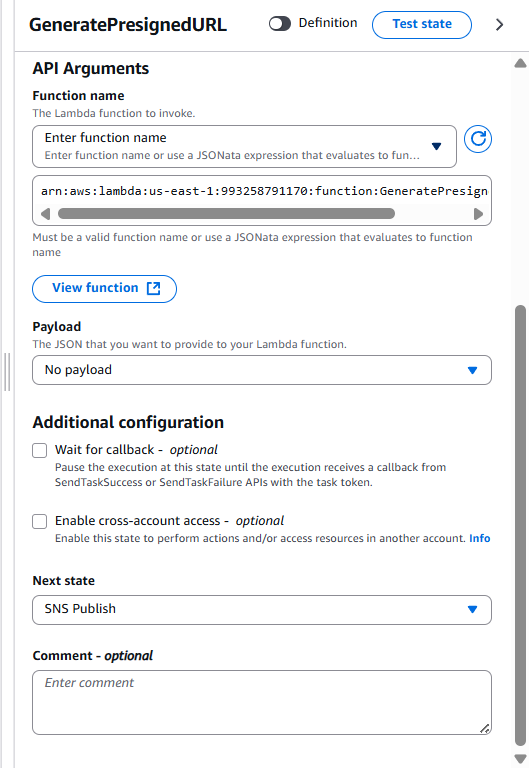 GeneratePresignedURL
Definition
Test state
API Arguments
Function name
The Lambda function to invoke.
Enter function name
Enter function name or use a JSONata expression that evaluates to fun...
arn:aws:lambda:us-east-1:993258791170:function:GeneratePresign
Must be a valid function name or use a JSONata expression that evaluates to function
name
View function
Payload
The JSON that you want to provide to your Lambda function.
No payload
Additional configuration
Wait for callback - optional
Pause the execution at this state until the execution receives a callback from
SendTaskSuccess or SendTaskFailure APIs with the task token.
Enable cross-account access - optional
Enable this state to perform actions and/or access resources in another account. Info
Next state
SNS Publish
Comment - optional
Enter comment